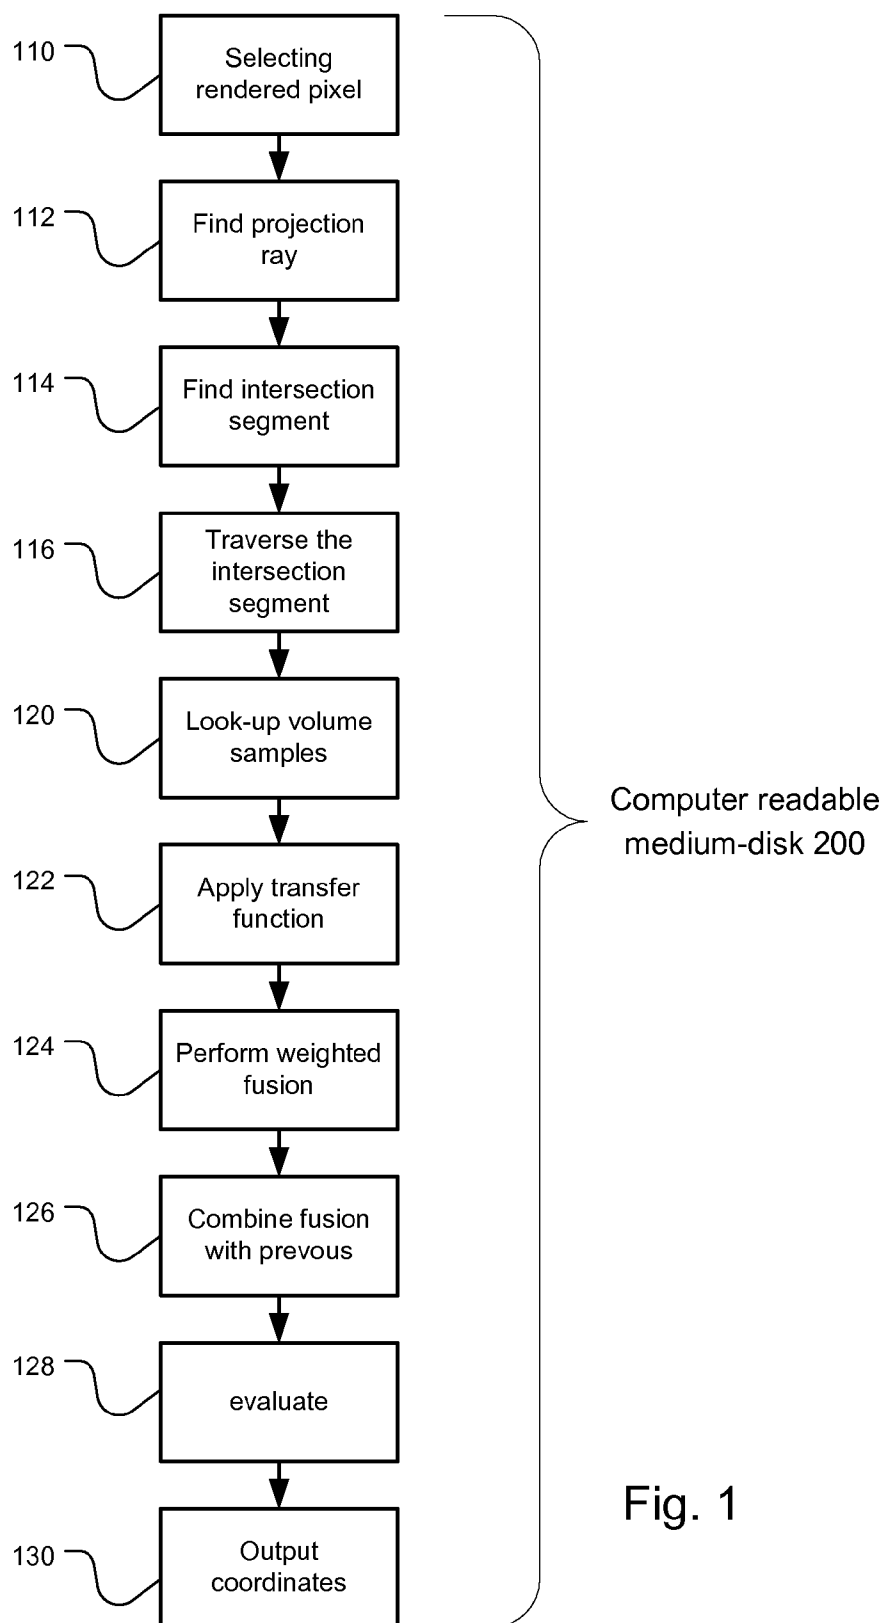 110
Selecting
rendered pixel
112
Find projection
ray
114
Find intersection
segment
116
Traverse the
intersection
segment
120
Look-up volume
samples
Computer readable
medium-disk 200
122
Apply transfer
function
124
Perform weighted
fusion
126
Combine fusion
with prevous
128
evaluate
Fig. 1
130
Output
coordinates